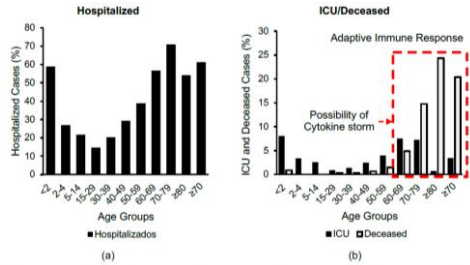 (a)
Hospitalized
Hospitalized Cases (%)
80
70
60
50
40
30
20
10
0
<2
2-4
5-14
15-29
30-39
40-49
50-59
60-69
70-79
≥80
≥70
Age Groups
Hospitalizados
(a)
(b)
ICU/Deceased
Adaptive Immune Response
Possibility of
Cytokine storm
ICU and Deceased Cases (%)
30
25
20
15
10
5
0
<2
2-4
5-14
15-29
30-39
40-49
50-59
60-69
70-79
≥80
≥70
Age Groups
ICU Deceased
(b)